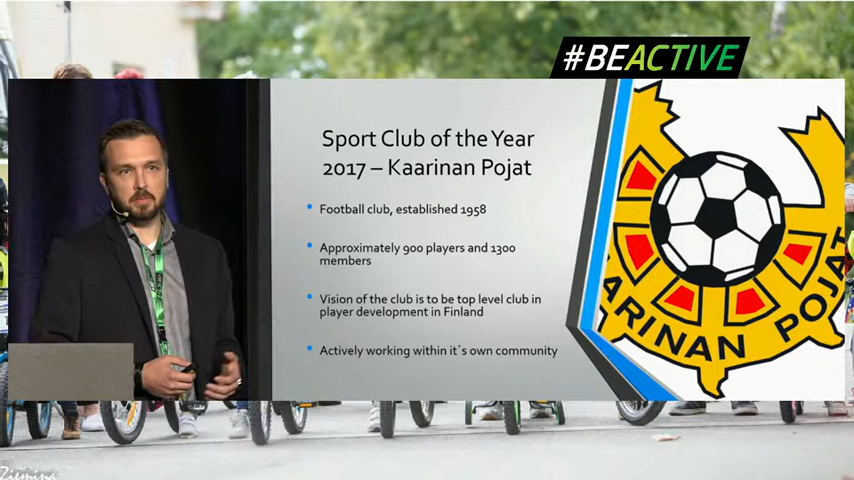 #BEACTIVE
Sport Club of the Year
2017 – Kaarinan Pojat
• Football club, established 1958
• Approximately 900 players and 1300
members
• Vision of the club is to be top level club in
player development in Finland
• Actively working within it´s own community
ARINAN POJAT
Ziemina